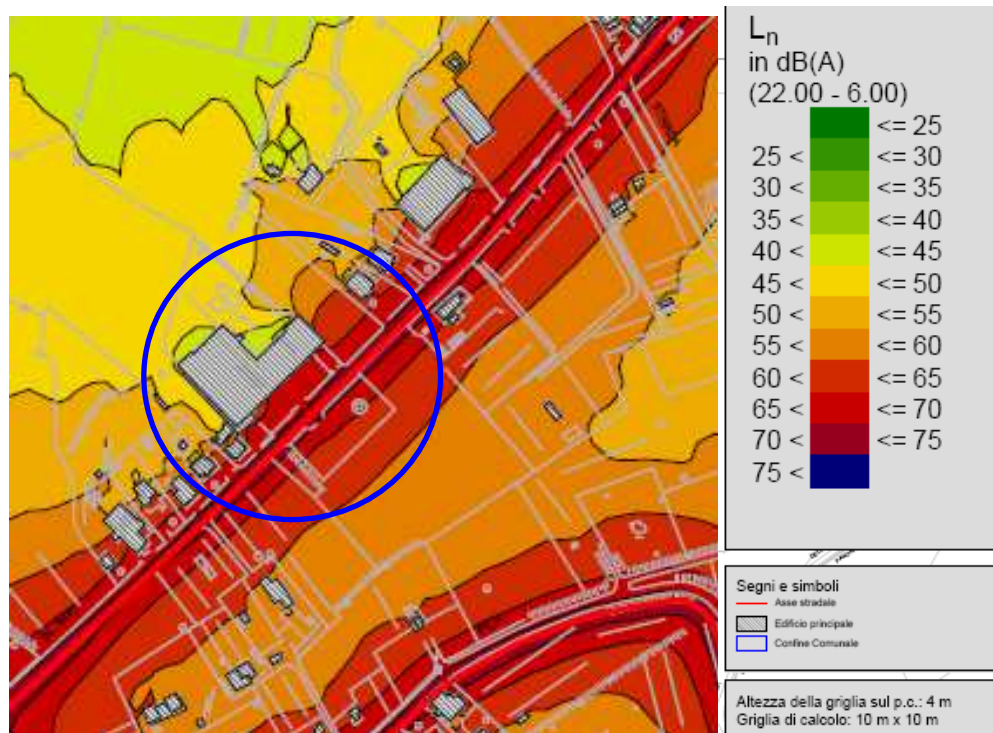 Ln
in dB(A)
(22.00 - 6.00)
<= 25
25 < <= 30
30 < <= 35
35 < <= 40
40 < <= 45
45 < <= 50
50 < <= 55
55 < <= 60
60 < <= 65
65 < <= 70
70 < <= 75
75 <
Segni e simboli
Asse stradale
Edificio principale
Confine Comunale
Altezza della griglia sul p.c.: 4 m
Griglia di calcolo: 10 m x 10 m